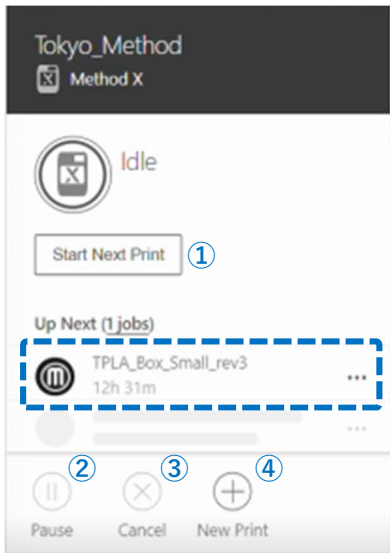 Tokyo_Method
X Method X
X
Idle
Start Next Print ①
Up Next (1 jobs)
TPLA_Box_Small_rev3
12h 31m
② ③ ④
Pause Cancel New Print